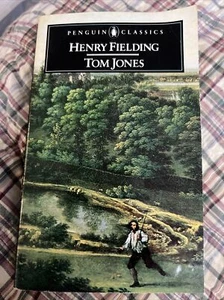 PENGUIN CLASSICS
HENRY FIELDING
TOM JONES